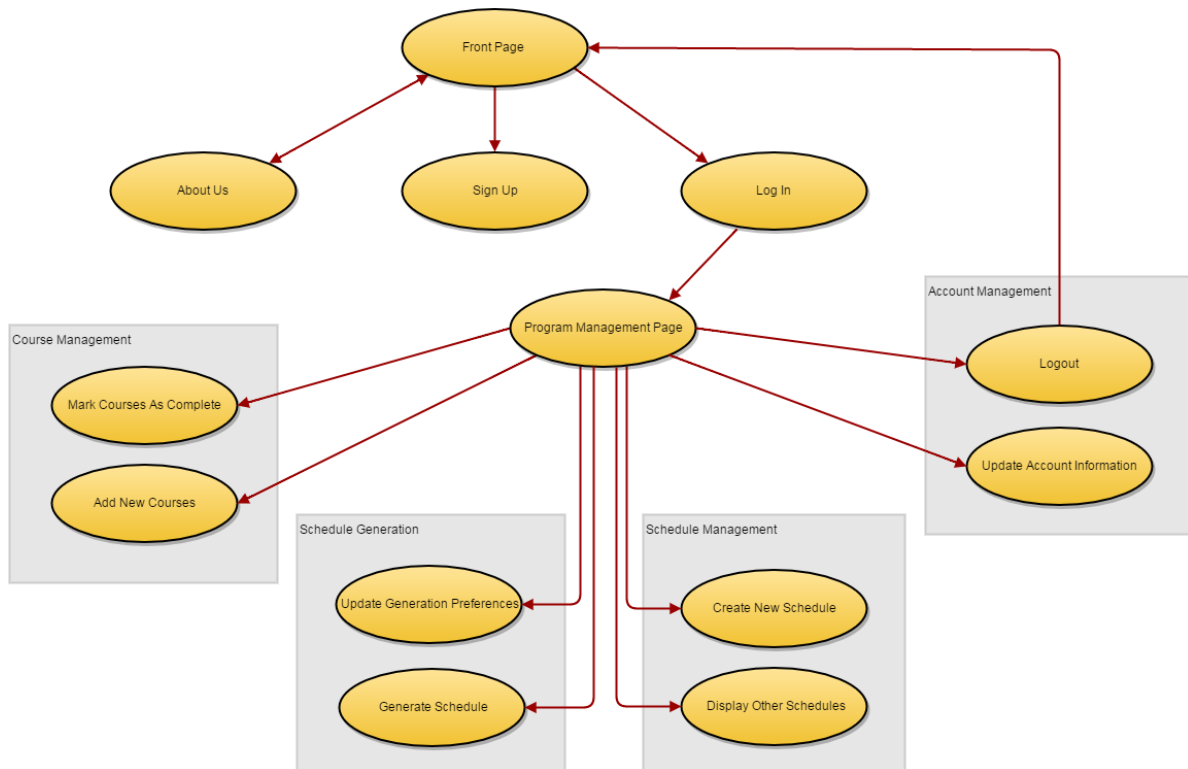 Front Page
About Us
Sign Up
Log In
Account Management
Program Management Page
Course Management
Logout
Mark Courses As Complete
Update Account Information
Add New Courses
Schedule Generation
Schedule Management
Update Generation Preferences
Create New Schedule
Generate Schedule
Display Other Schedules